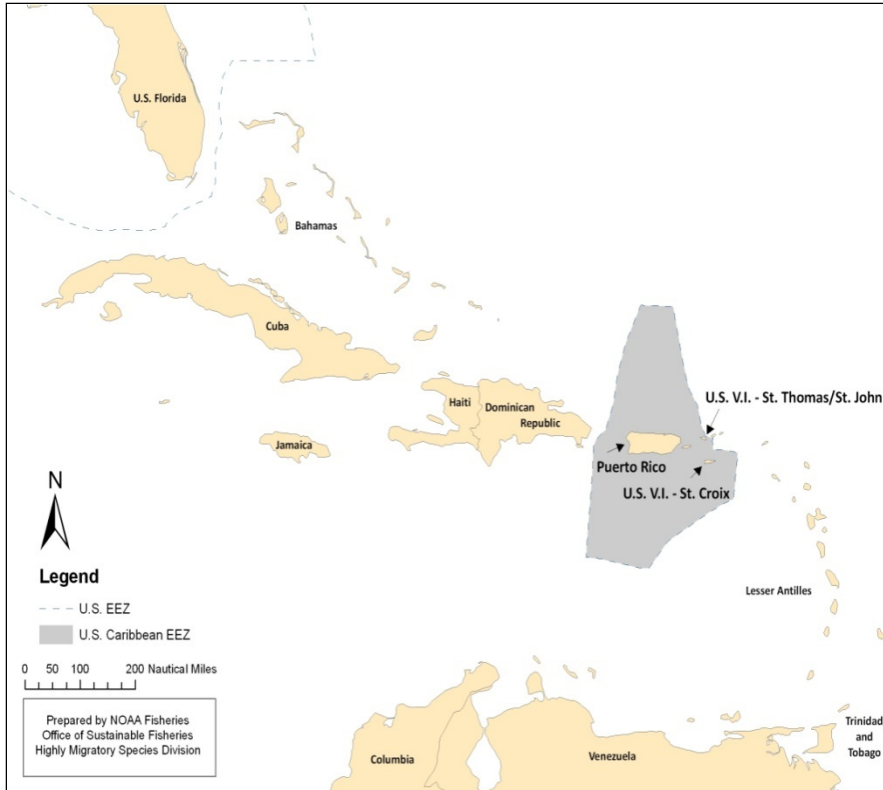 U.S. Florida
Bahamas
Cuba
Haiti
Dominican
Republic
Jamaica
U.S. V.I. - St. Thomas/St. John
Puerto Rico
U.S. V.I. - St. Croix
N
Legend
U.S. EEZ
U.S. Caribbean EEZ
0 50 100 200 Nautical Miles
Prepared by NOAA Fisheries
Office of Sustainable Fisheries
Highly Migratory Species Division
Lesser Antilles
Columbia
Venezuela
Trinidad
and
Tobago